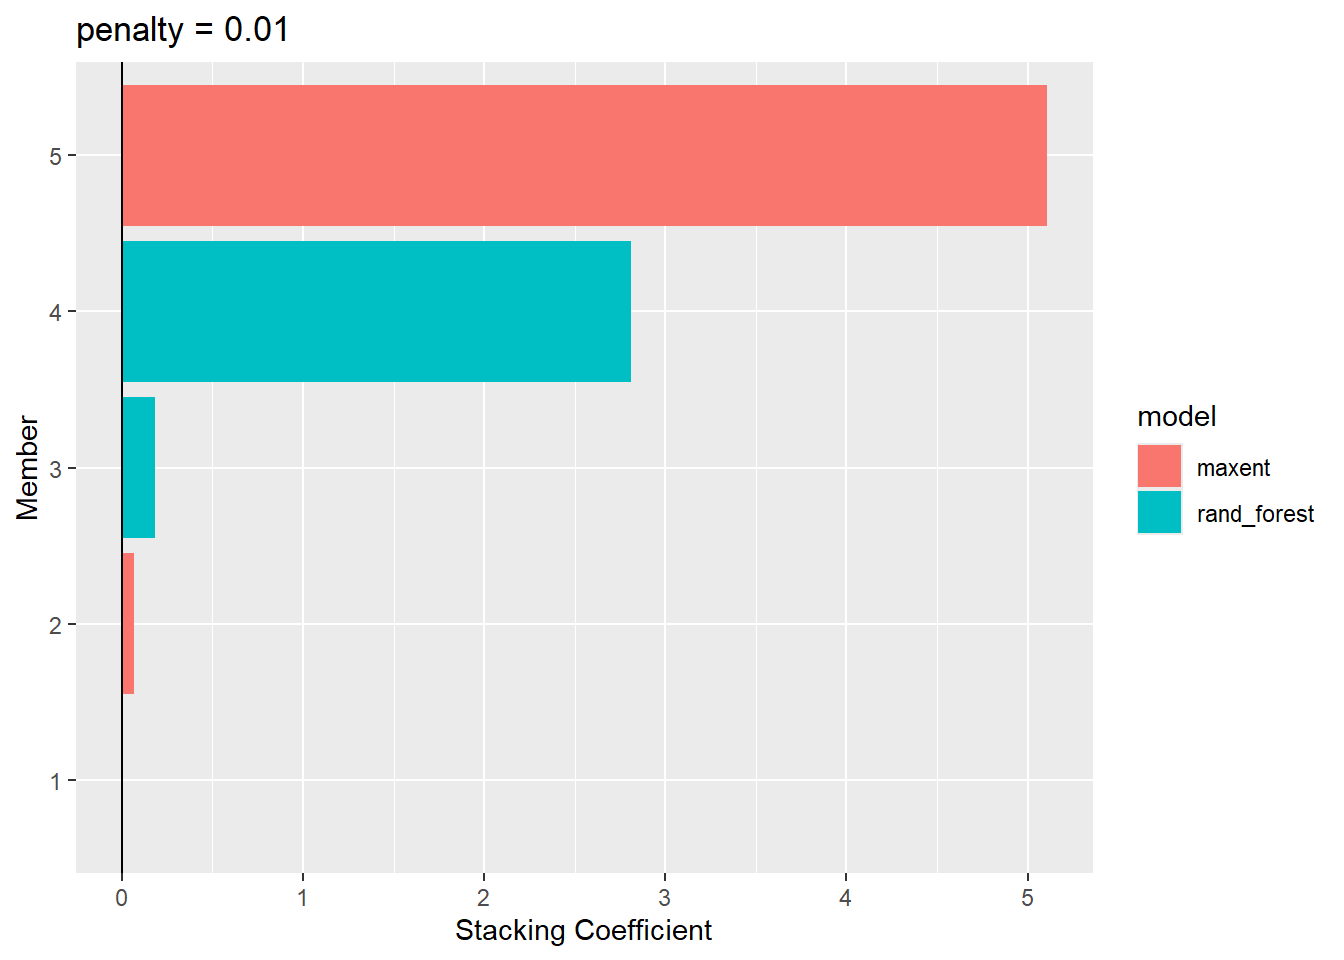 penalty = 0.01
5
4
3
2
1
Member
0 1 2 3 4 5
Stacking Coefficient
model
maxent
rand_forest